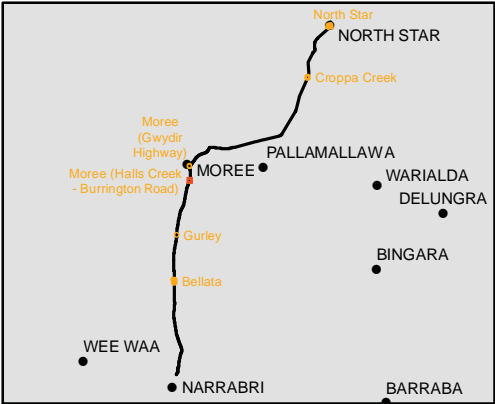 North Star
NORTH STAR
Croppa Creek
Moree
(Gwydir
Highway)
PALLAMALLAWA
MOREE
Moree (Halls Creek
- Burrington Road)
WARIALDA
DELUNGRA
Gurley
BINGARA
Bellata
WEE WAA
NARRABRI
BARRABA